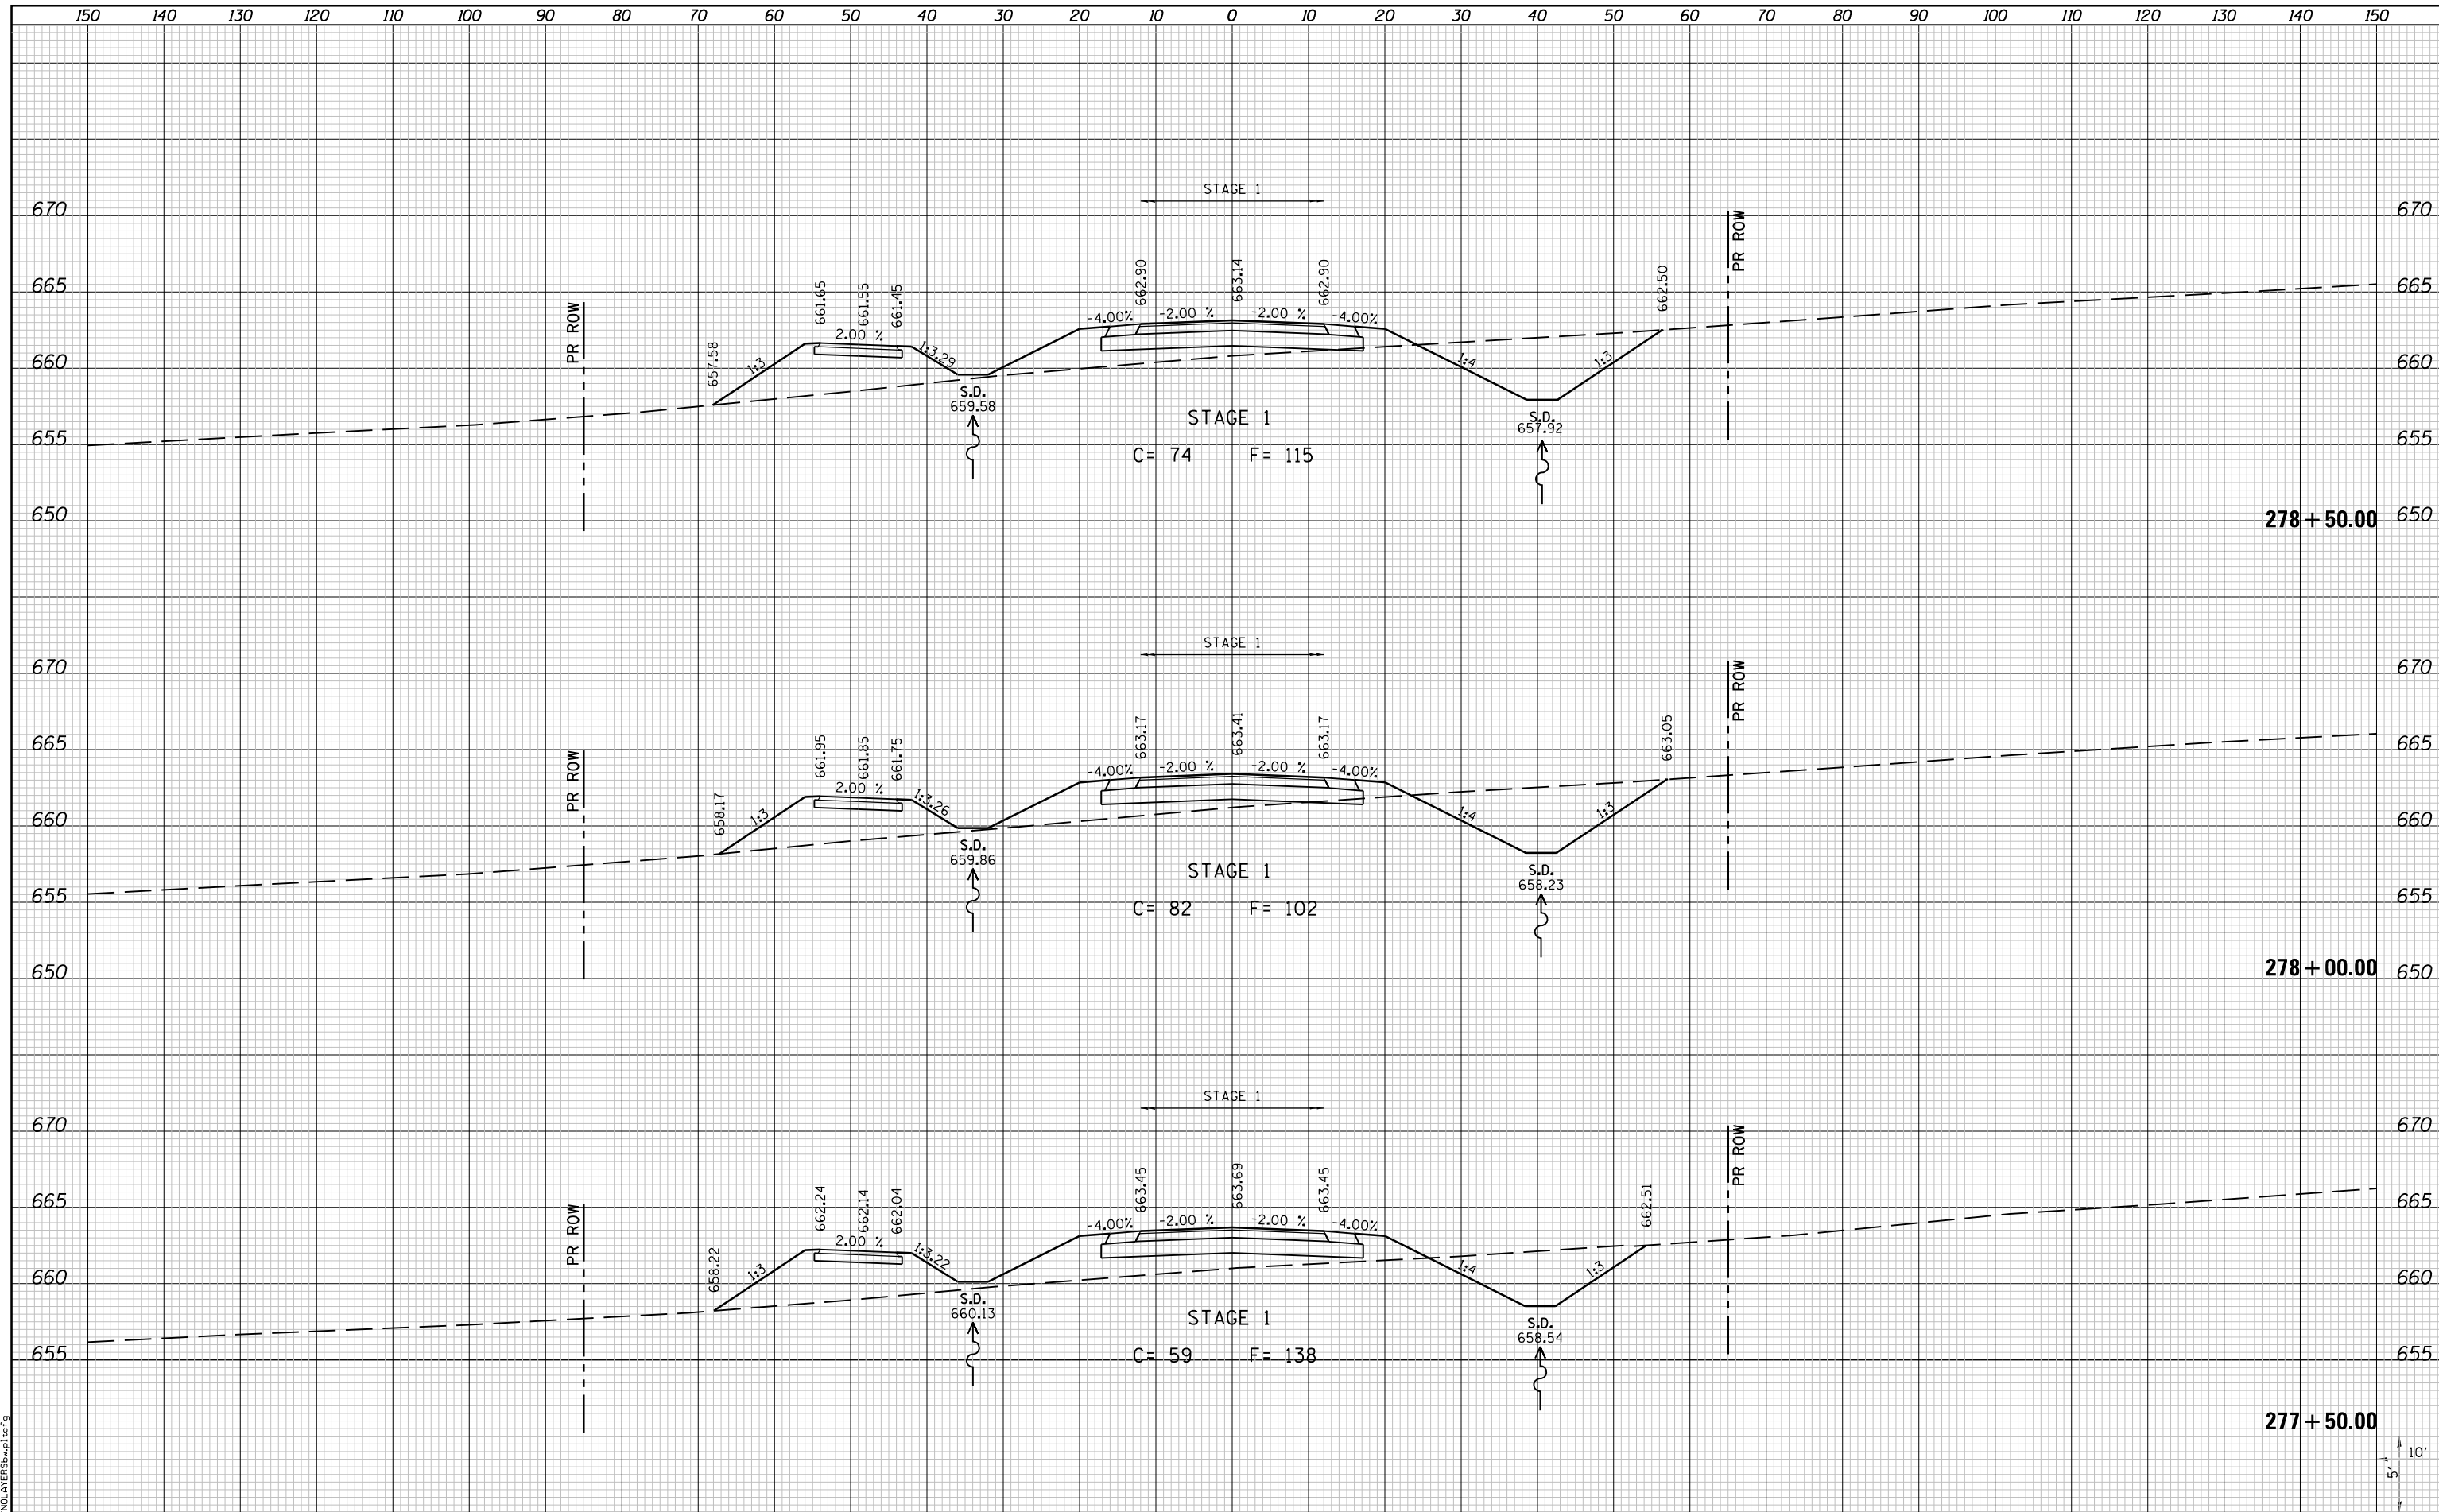 150 140 130 120 110 100 90 80 70 60 50 40 30 20 10 0 10 20 30 40 50 60 70 80 90 100 110 120 130 140 150
STAGE 1
670 670
PR ROW
PR ROW
665 661.65 661.55 661.45 662.90 663.14 662.90 662.50 665
-4.00% -2.00 % -2.00 % -4.00%
2.00 %
660 657.58 1:3 1:3.29 1:4 1:3 660
S.D.
659.58
S.D.
657.92
STAGE 1
655 655
C= 74 F= 115
650 278+50.00 650
STAGE 1
670 670
PR ROW
PR ROW
665 661.95 661.85 661.75 663.17 663.41 663.17 663.05 665
-4.00% -2.00 % -2.00 % -4.00%
2.00 %
660 658.17 1:3 1:3.26 1:4 1:3 660
S.D.
659.86
S.D.
658.23
STAGE 1
655 655
C= 82 F= 102
650 278+00.00 650
STAGE 1
670 670
PR ROW
PR ROW
665 662.24 662.14 662.04 663.45 663.69 663.45 662.51 665
-4.00% -2.00 % -2.00 % -4.00%
2.00 %
660 658.22 1:3 1:3.22 1:4 1:3 660
S.D.
660.13
S.D.
658.54
STAGE 1
655 655
C= 59 F= 138
277+50.00
10'
5'
NOLAYERSbw.pltcfg